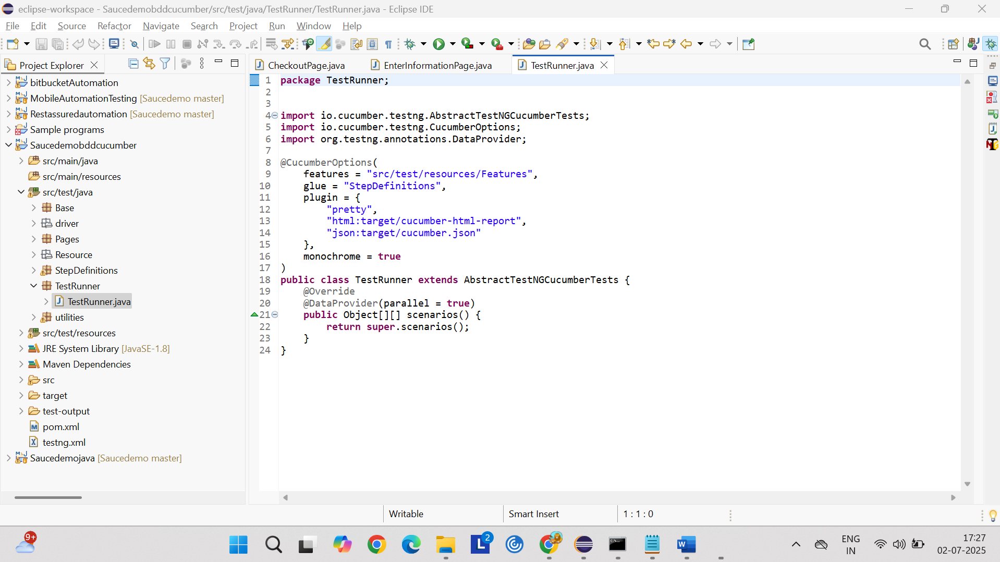 eclipse-workspace - Saucedemobddcucumber/src/test/java/TestRunner/TestRunner.java - Eclipse IDE
File Edit Source Refactor Navigate Search Project Run Window Help
Project Explorer
bitbucketAutomation
MobileAutomationTesting [Saucedemo master]
Restassuredautomation [Saucedemo master]
Sample programs
Saucedemobddcucumber
src/main/java
src/main/resources
src/test/java
Base
driver
Pages
Resource
StepDefinitions
TestRunner
TestRunner.java
utilities
src/test/resources
JRE System Library [JavaSE-1.8]
Maven Dependencies
src
target
test-output
pom.xml
testng.xml
Saucedemojava [Saucedemo master]
CheckoutPage.java EnterInformationPage.java TestRunner.java
1 package TestRunner;
2
3
4 import io.cucumber.testng.AbstractTestNGCucumberTests;
5 import io.cucumber.testng.CucumberOptions;
6 import org.testng.annotations.DataProvider;
7
8 @CucumberOptions(
9 features = "src/test/resources/Features",
10 glue = "StepDefinitions",
11 plugin = {
12 "pretty",
13 "html:target/cucumber-html-report",
14 "json:target/cucumber.json"
15 },
16 monochrome = true
17 )
18 public class TestRunner extends AbstractTestNGCucumberTests {
19 @Override
20 @DataProvider(parallel = true)
21 public Object[][] scenarios() {
22 return super.scenarios();
23 }
24 }
Writable Smart Insert 1 : 1 : 0
9+
2
ENG
IN
17:27
02-07-2025